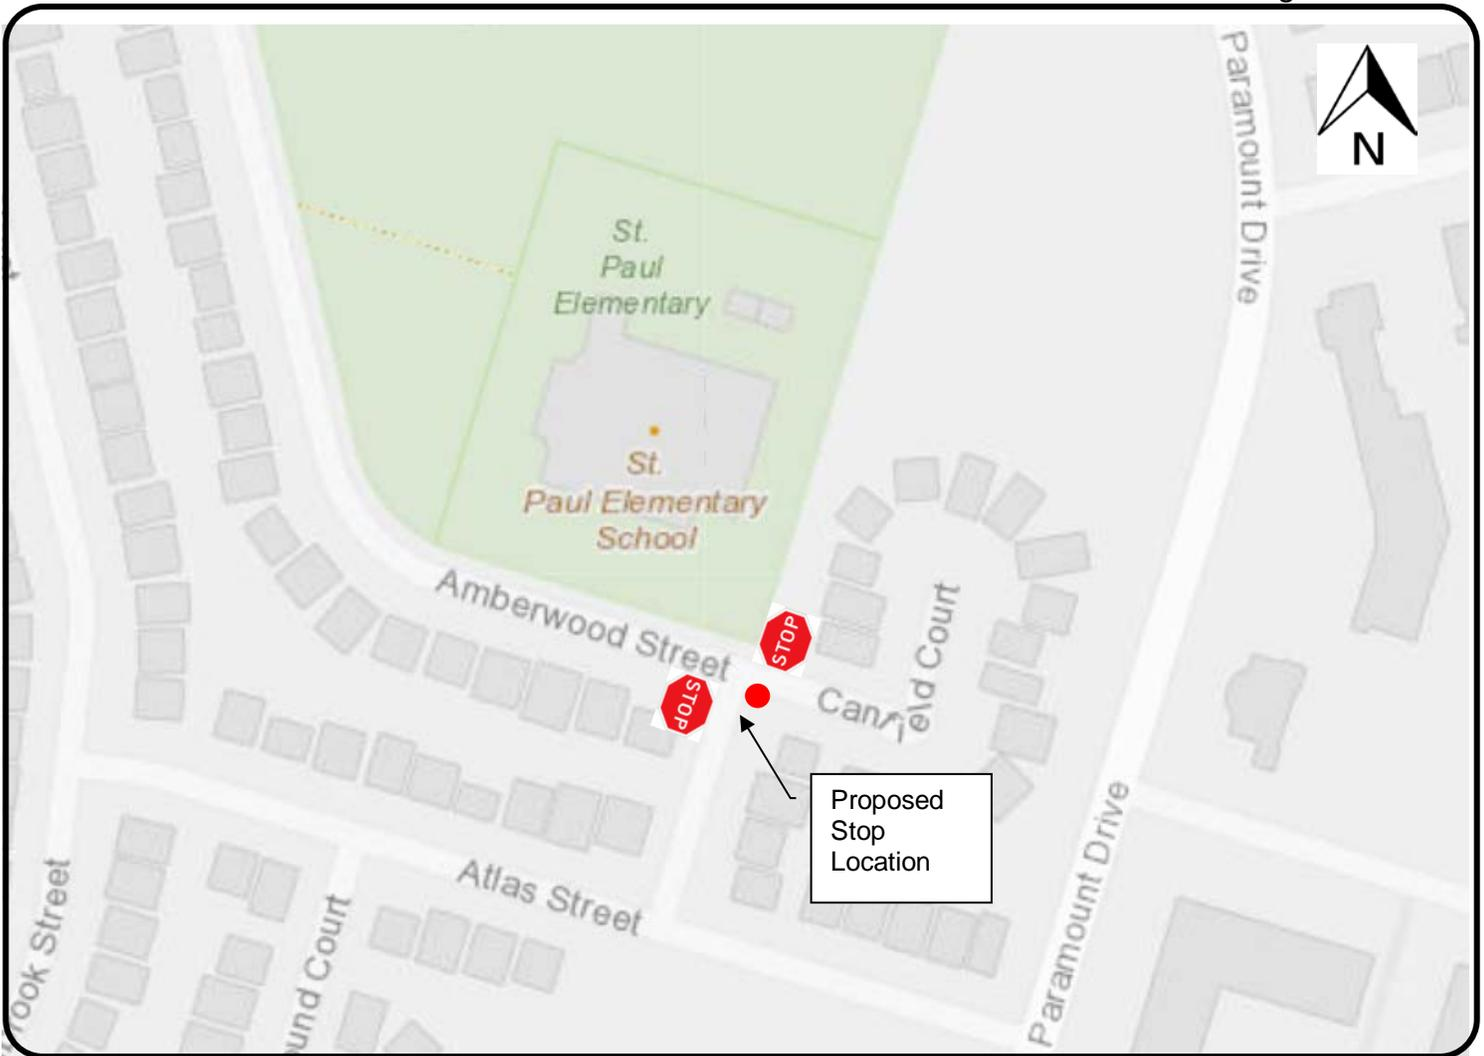 Paramount Drive
N
St.
Paul
Elementary
St.
Paul Elementary
School
Amberwood Street
STOP
STOP
Canfield Court
Proposed
Stop
Location
Atlas Street
Paramount Drive
Street
Court